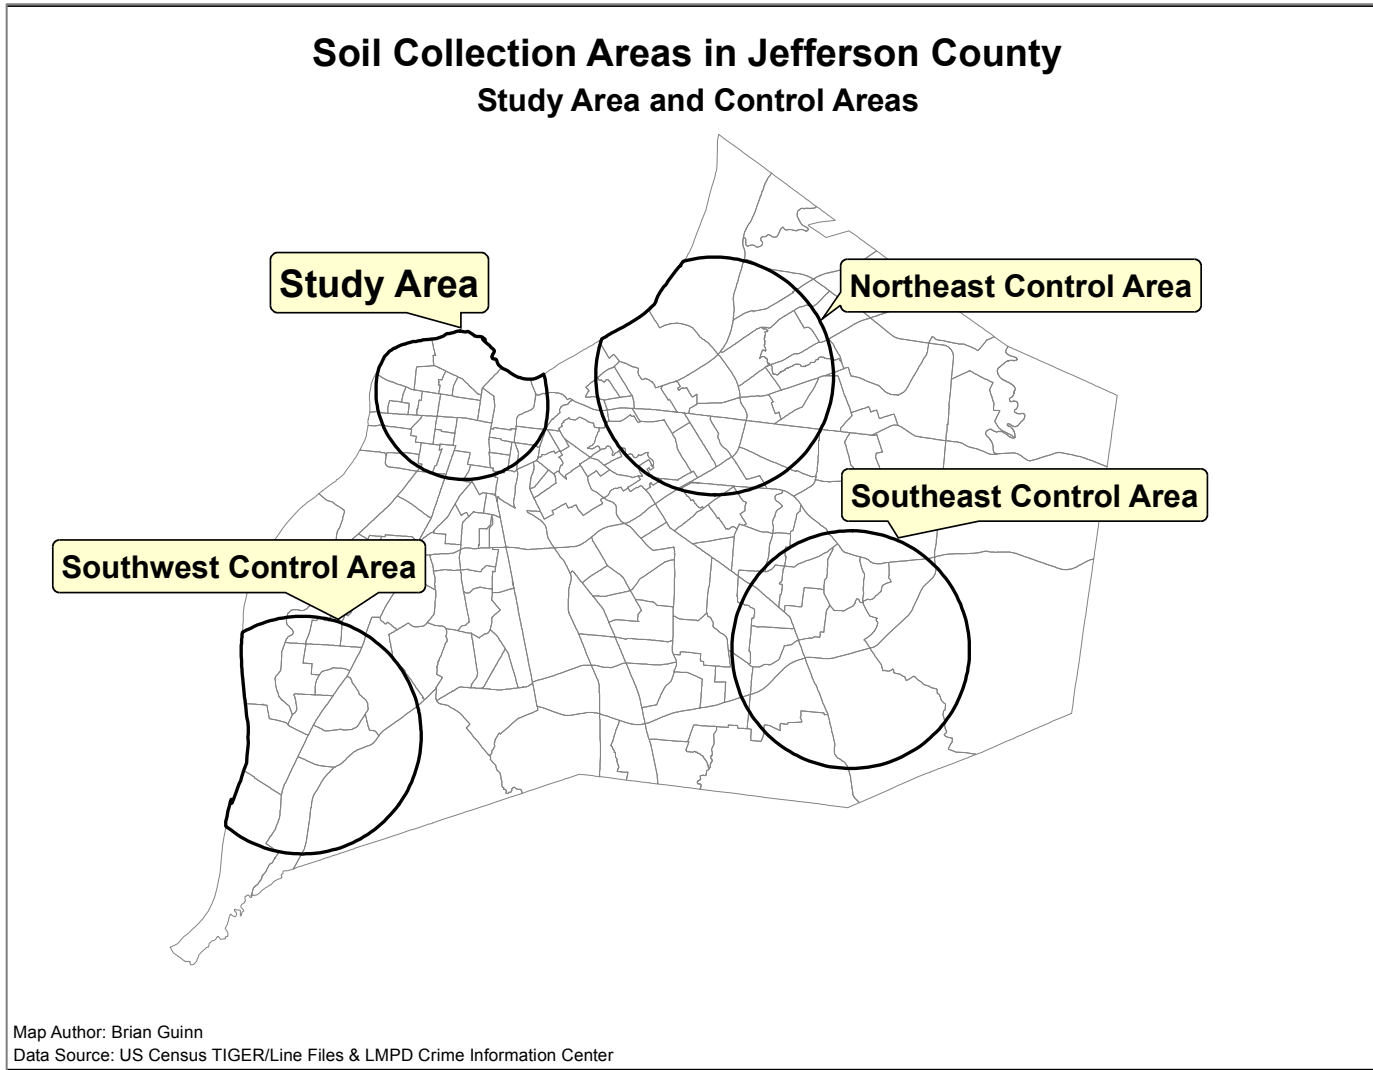 Soil Collection Areas in Jefferson County
Study Area and Control Areas
Study Area
Northeast Control Area
Southeast Control Area
Southwest Control Area
Map Author: Brian Guinn
Data Source: US Census TIGER/Line Files & LMPD Crime Information Center